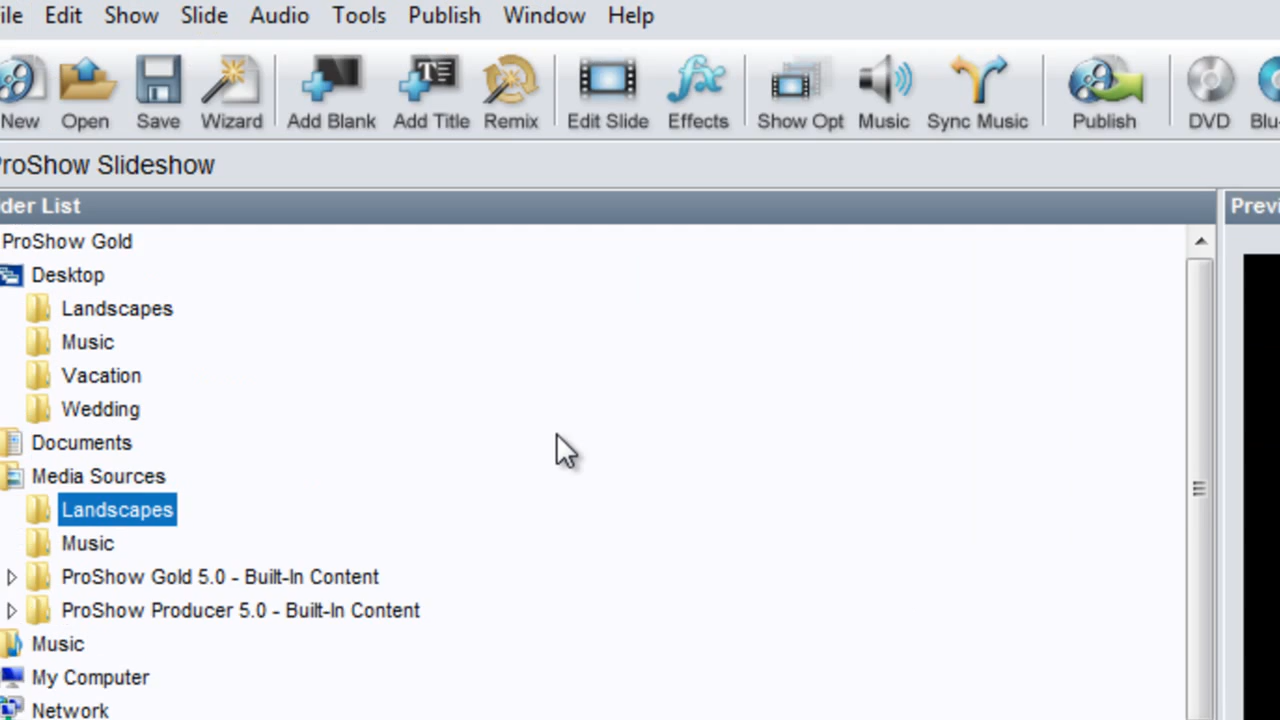 ile Edit Show Slide Audio Tools Publish Window Help
New Open Save Wizard Add Blank Add Title Remix Edit Slide Effects Show Opt Music Sync Music Publish DVD Blu-
roShow Slideshow
der List Previ
ProShow Gold
Desktop
Landscapes
Music
Vacation
Wedding
Documents
Media Sources
Landscapes
Music
ProShow Gold 5.0 - Built-In Content
ProShow Producer 5.0 - Built-In Content
Music
My Computer
Network